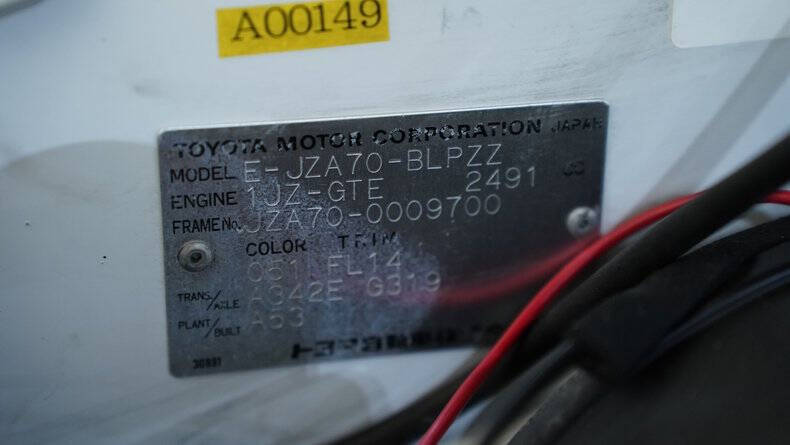 A00149
TOYOTA MOTOR CORPORATION JAPAN
MODEL E-JZA70-BLPZZ
ENGINE 1JZ-GTE 2491 CC
FRAME No. JZA70-0009700
COLOR TRIM
051 FL14
TRANS/AXLE A342E G319
PLANT/BUILT A53